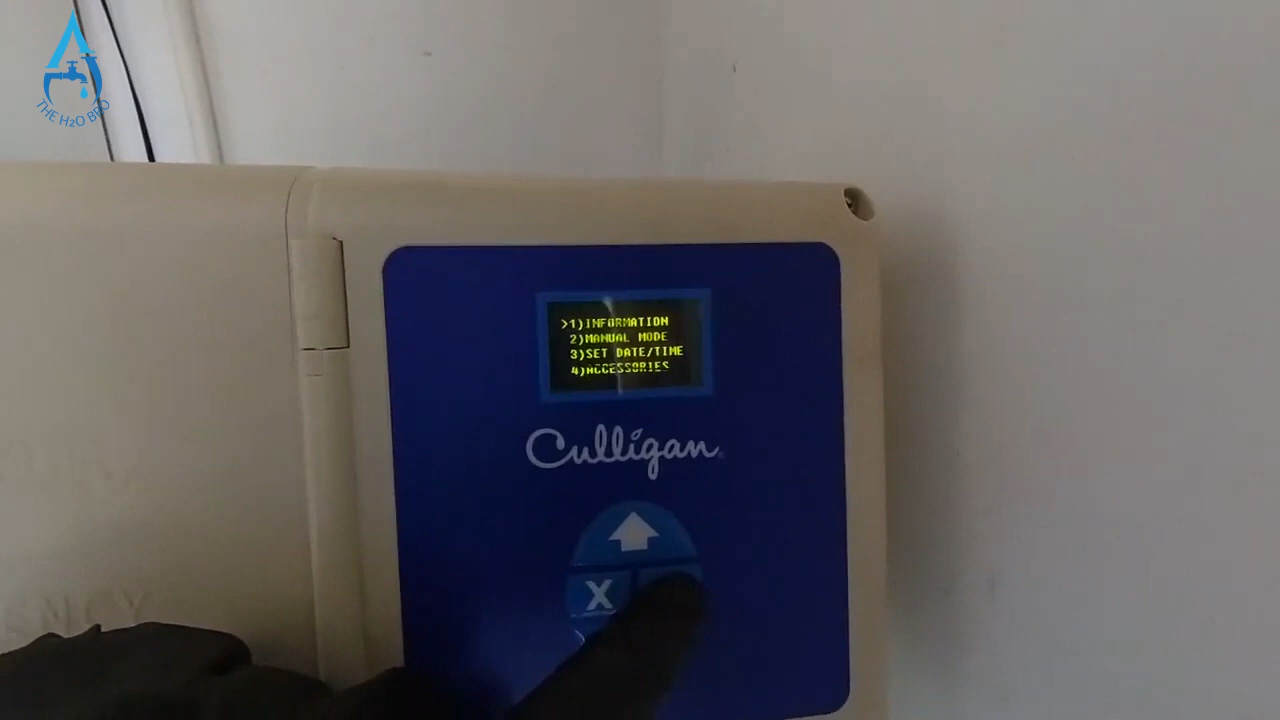 THE H2O BRO
>1)INFORMATION
2)MANUAL MODE
3)SET DATE/TIME
4)ACCESSORIES
Culligan
X